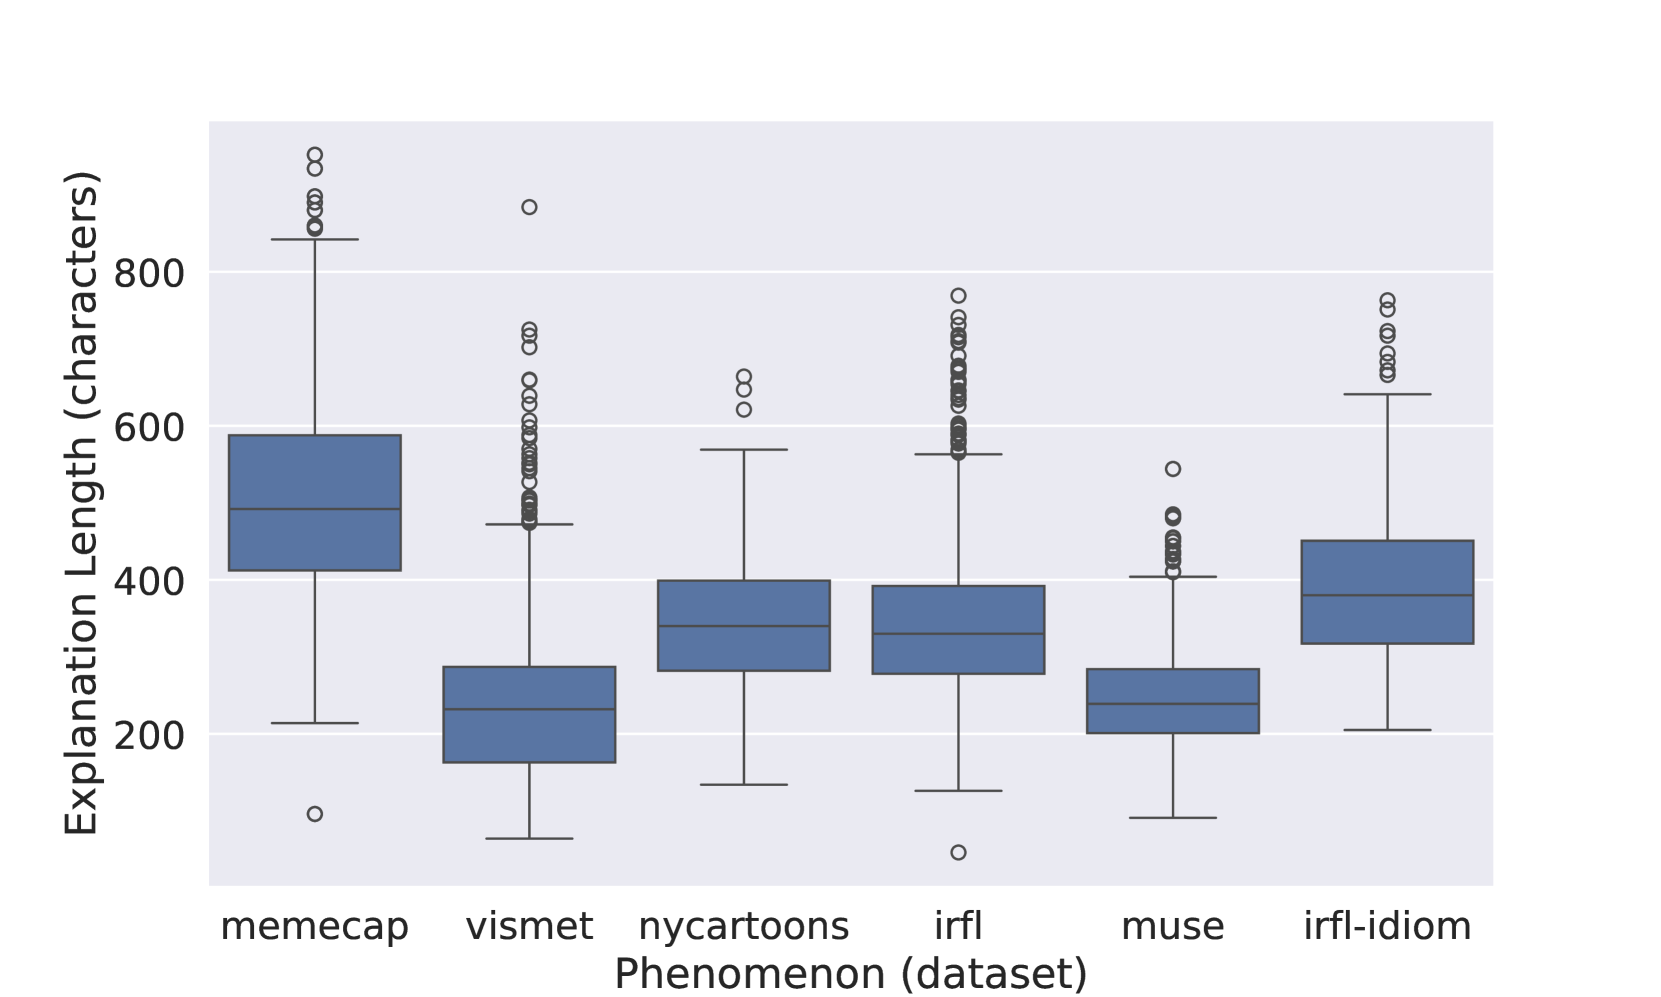 Explanation Length (characters)
800
600
400
200
memecap vismet nycartoons irfl muse irfl-idiom
Phenomenon (dataset)